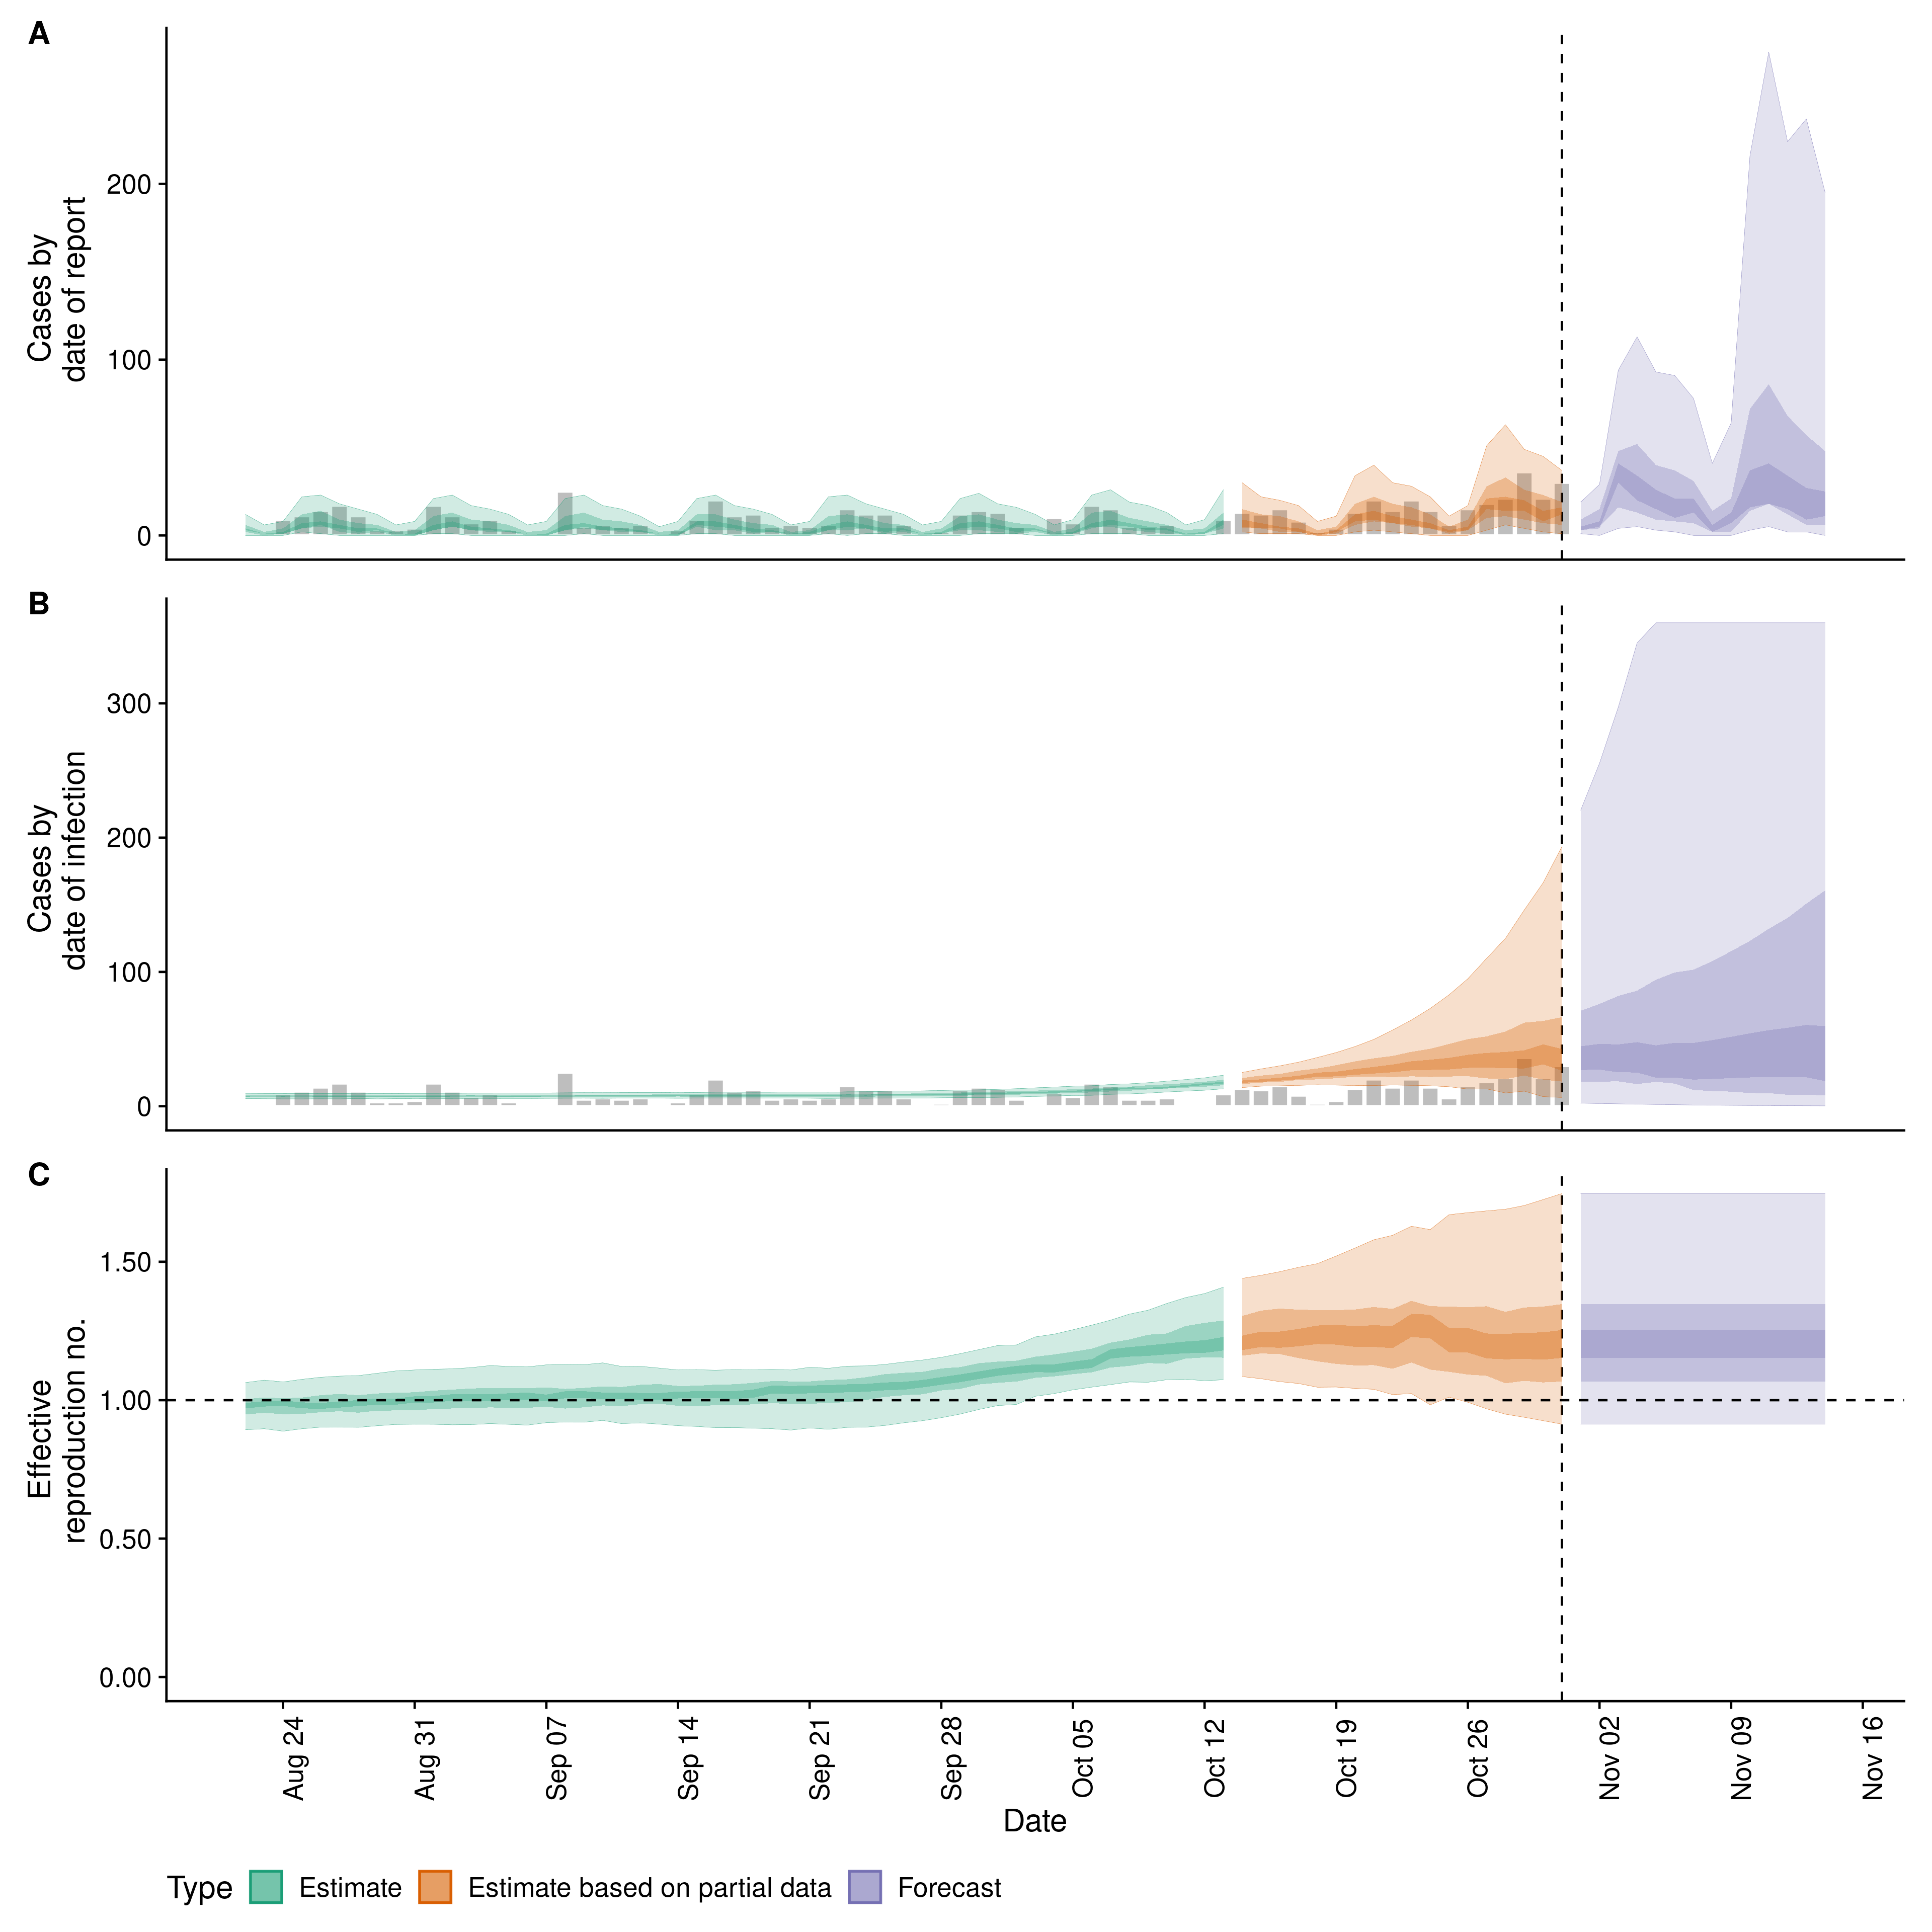 A
Cases by
date of report
200
100
0
B
Cases by
date of infection
300
200
100
0
C
Effective
reproduction no.
1.50
1.00
0.50
0.00
Aug 24
Aug 31
Sep 07
Sep 14
Sep 21
Sep 28
Oct 05
Oct 12
Oct 19
Oct 26
Nov 02
Nov 09
Nov 16
Date
Type Estimate Estimate based on partial data Forecast